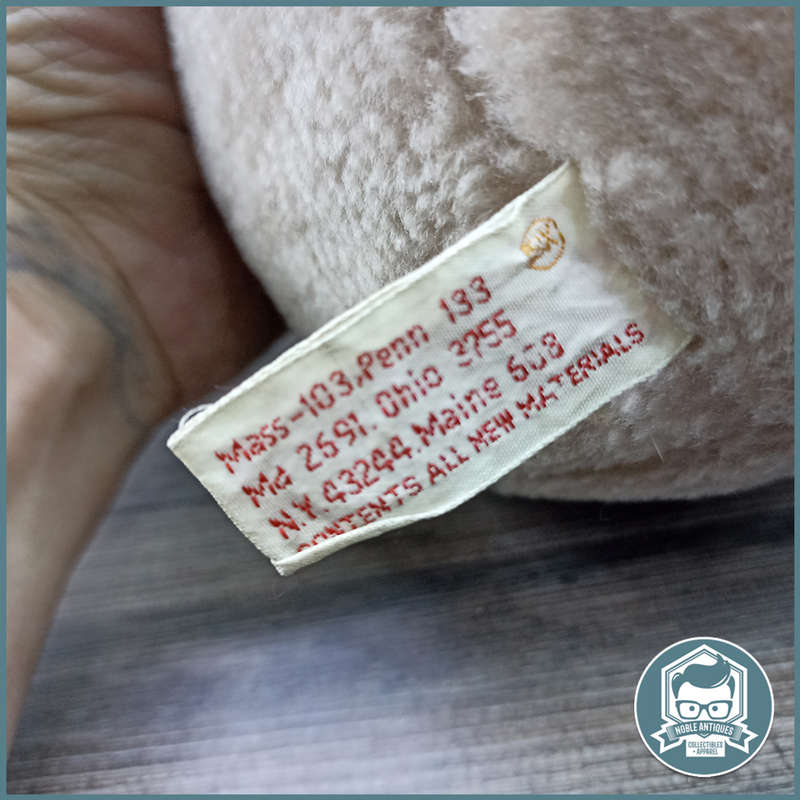 Mass-103,Penn 133
Md 2691. Ohio 3755
N.Y. 43244.Maine 608
CONTENTS ALL NEW MATERIALS
NOBLE ANTIQUES
COLLECTIBLES
+ APPAREL